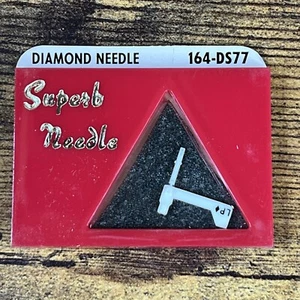 DIAMOND NEEDLE 164-DS77
Superb
Needle
LP♦